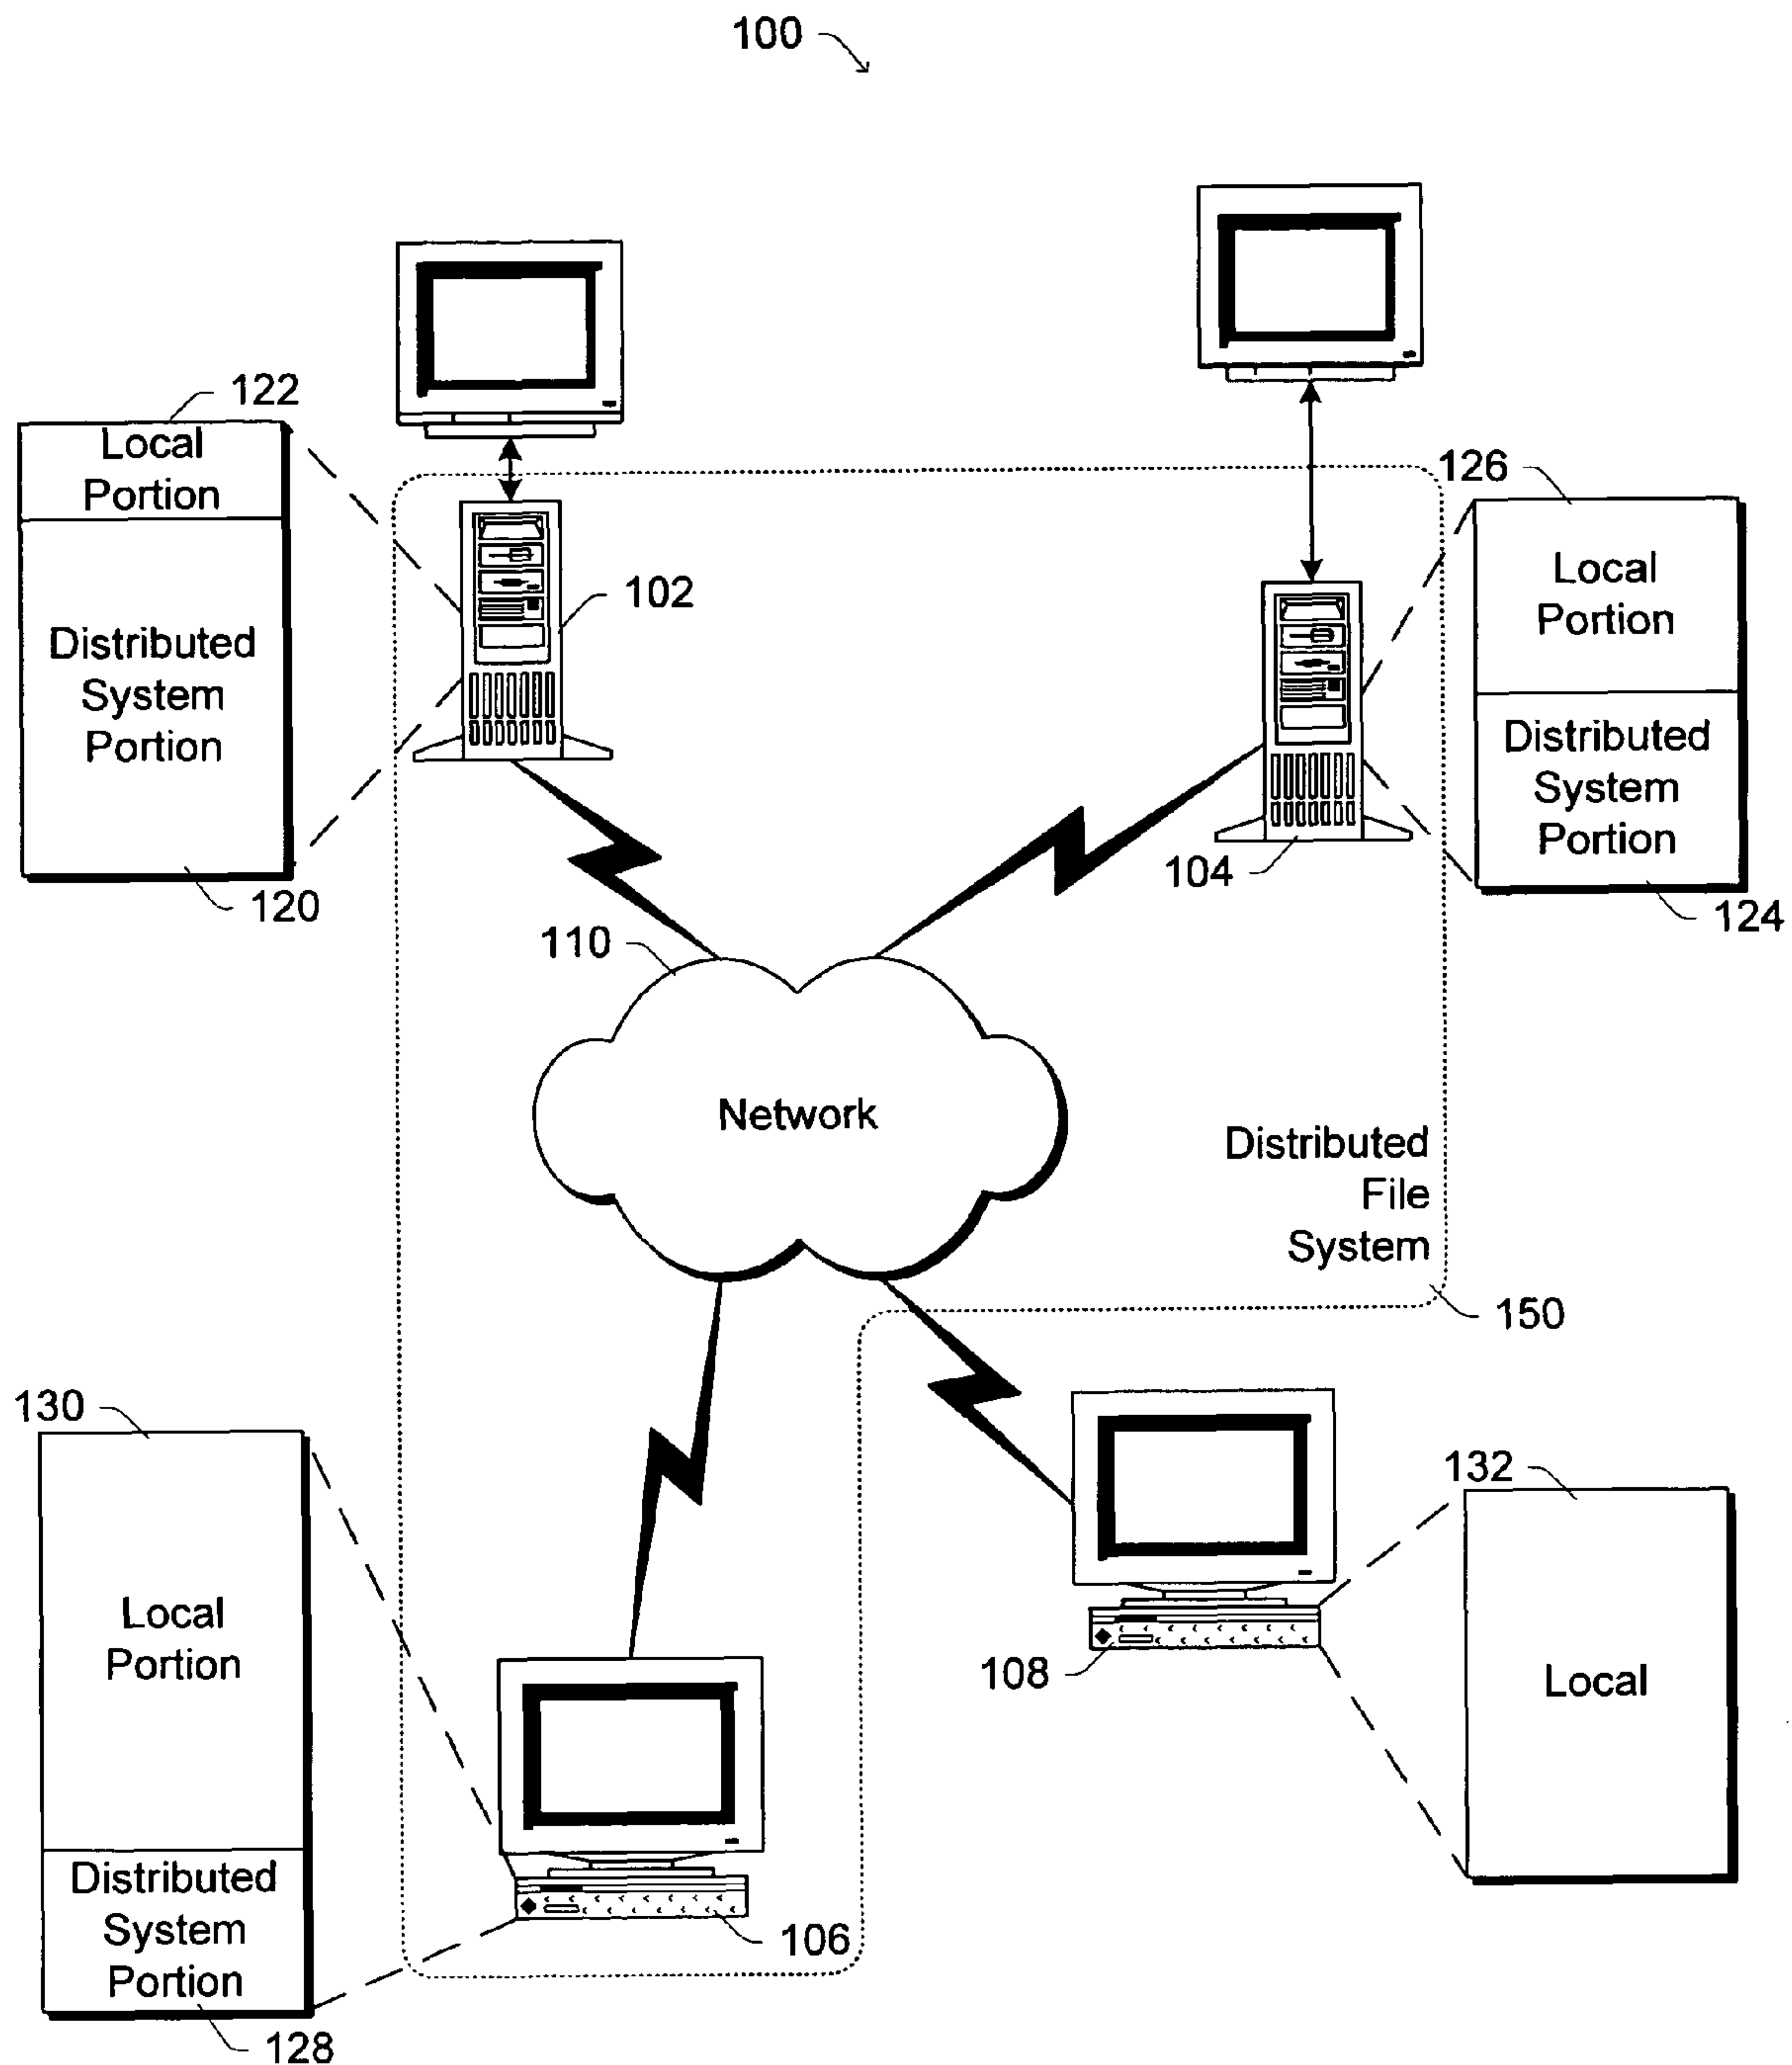 100
122
Local
Portion
Distributed
System
Portion
120
102
126
Local
Portion
Distributed
System
Portion
124
104
110
Network
Distributed
File
System
150
130
Local
Portion
Distributed
System
Portion
128
106
108
132
Local